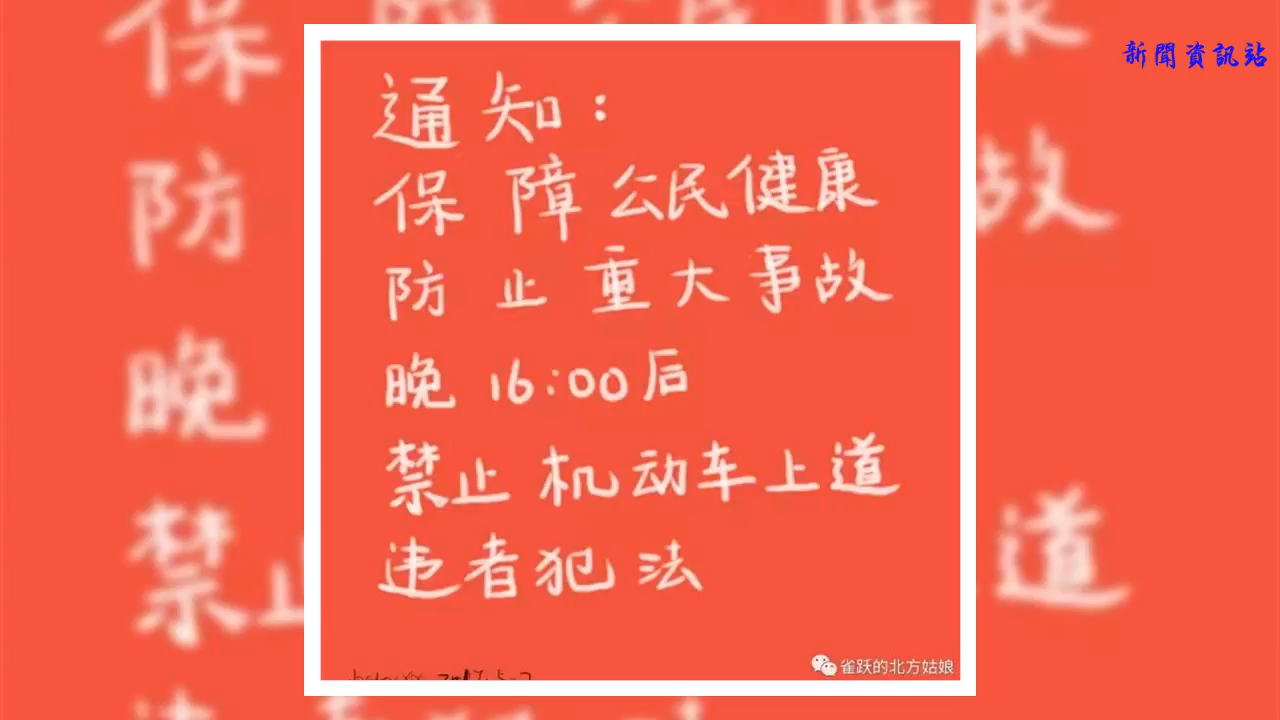 新聞資訊站
通知：
保障公民健康
防止重大事故
晚16:00后
禁止机动车上道
违者犯法
雀跃的北方姑娘